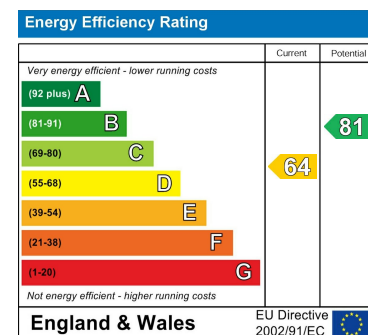 Energy Efficiency Rating
Current Potential
Very energy efficient - lower running costs
(92 plus) A
(81-91) B
81
(69-80) C
64
(55-68) D
(39-54) E
(21-38) F
(1-20) G
Not energy efficient - higher running costs
England & Wales
EU Directive
2002/91/EC